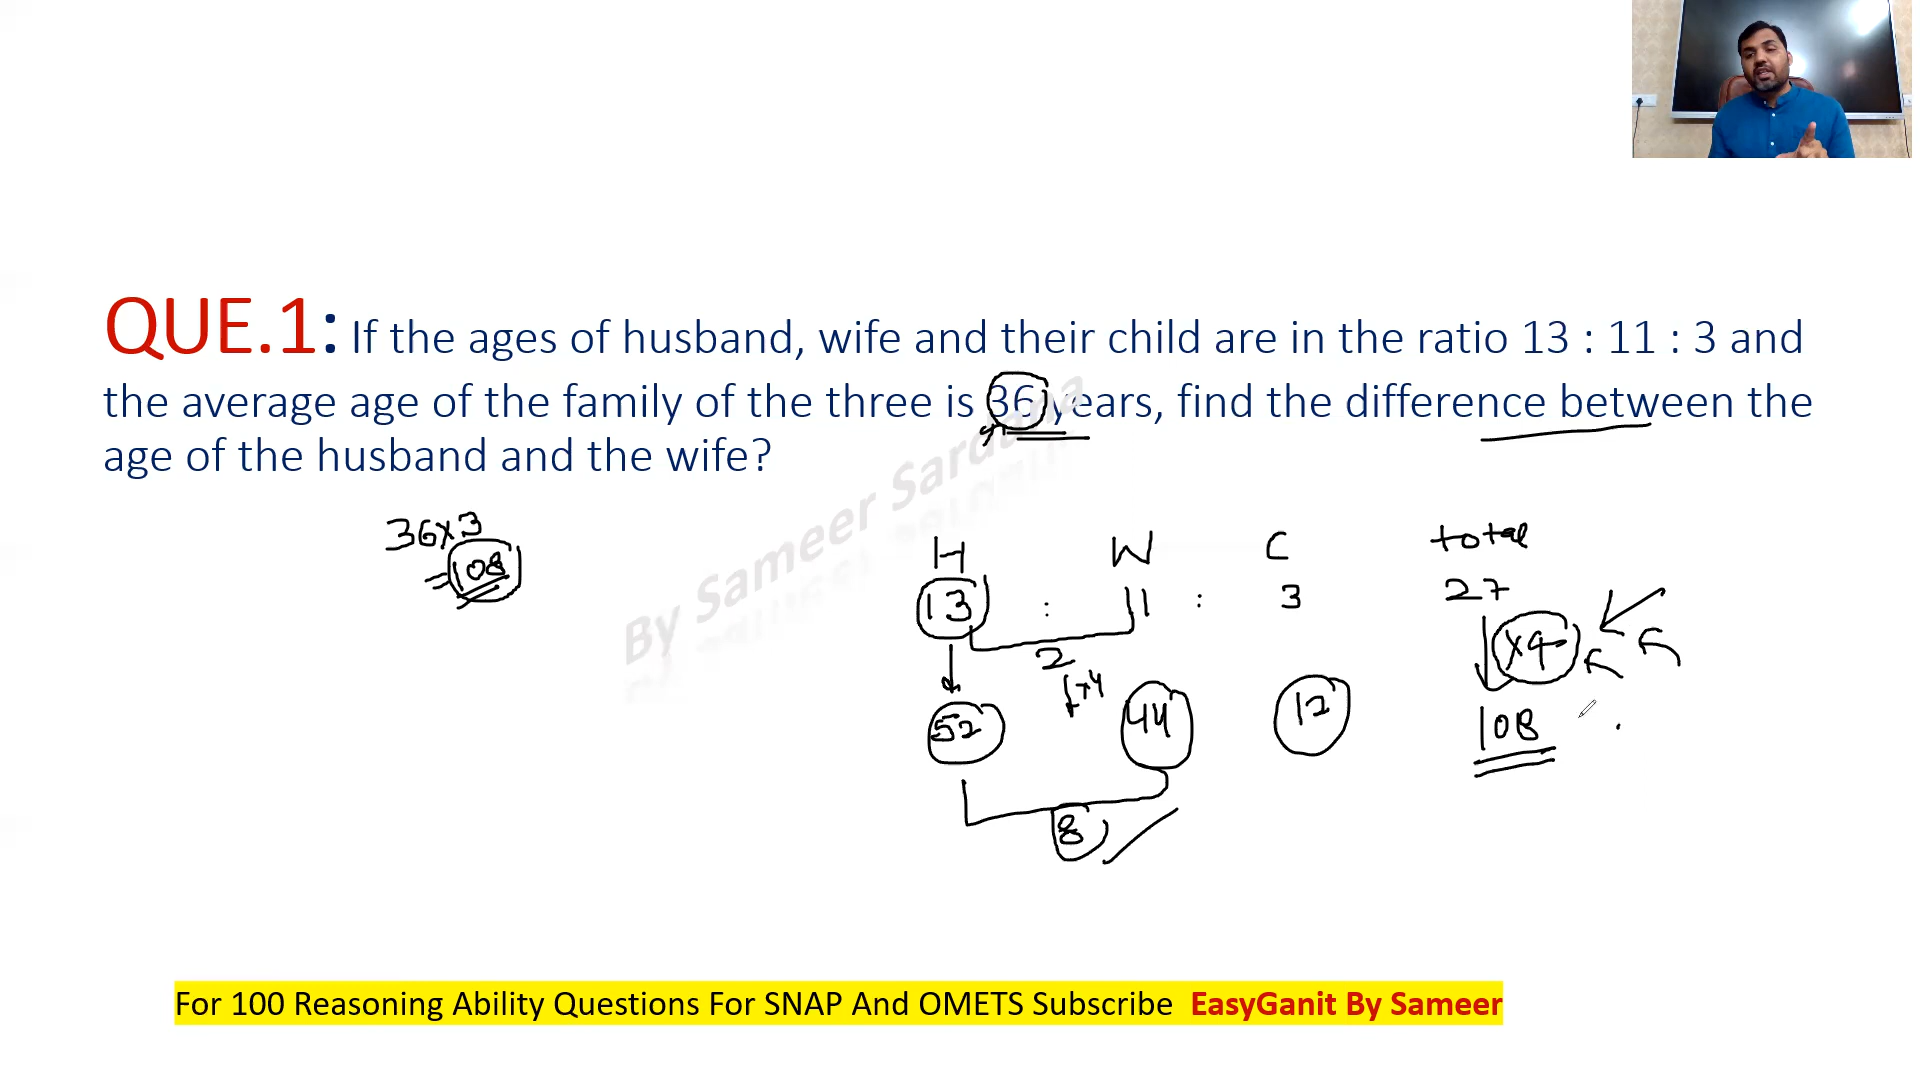 QUE.1: If the ages of husband, wife and their child are in the ratio 13 : 11 : 3 and
the average age of the family of the three is 36 years, find the difference between the
age of the husband and the wife?
By Sameer Sardana
36x3
=108
H W C total
13 : 11 : 3 27
2 x4
x4
52 44 12 108
8
For 100 Reasoning Ability Questions For SNAP And OMETS Subscribe EasyGanit By Sameer